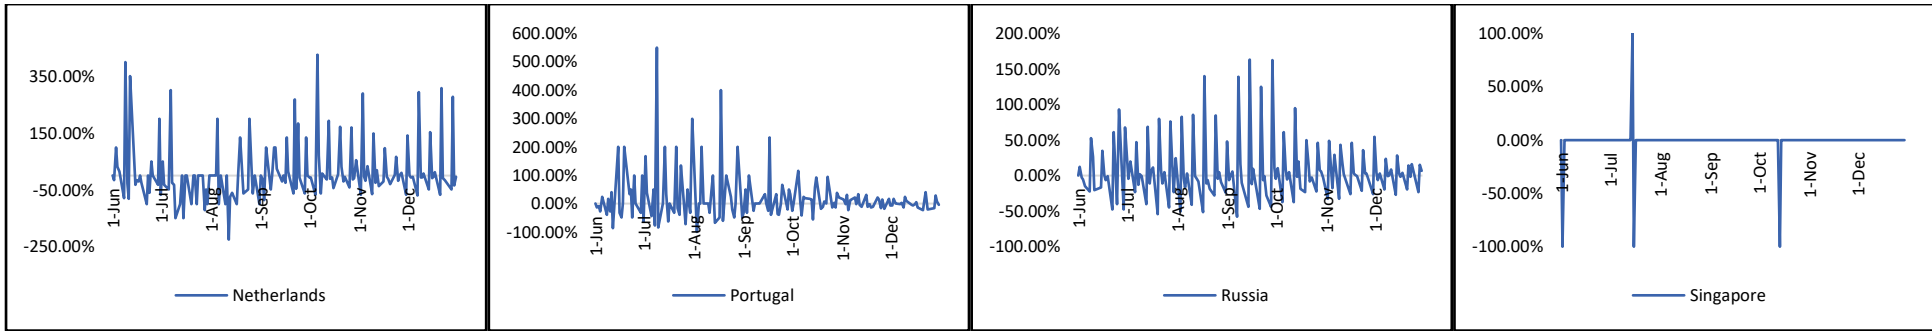 350.00%
150.00%
-50.00%
-250.00%
1-Jun
1-Jul
1-Aug
1-Sep
1-Oct
1-Nov
1-Dec
Netherlands
600.00%
500.00%
400.00%
300.00%
200.00%
100.00%
0.00%
-100.00%
1-Jun
1-Jul
1-Aug
1-Sep
1-Oct
1-Nov
1-Dec
Portugal
200.00%
150.00%
100.00%
50.00%
0.00%
-50.00%
-100.00%
1-Jun
1-Jul
1-Aug
1-Sep
1-Oct
1-Nov
1-Dec
Russia
100.00%
50.00%
0.00%
-50.00%
-100.00%
1-Jun
1-Jul
1-Aug
1-Sep
1-Oct
1-Nov
1-Dec
Singapore